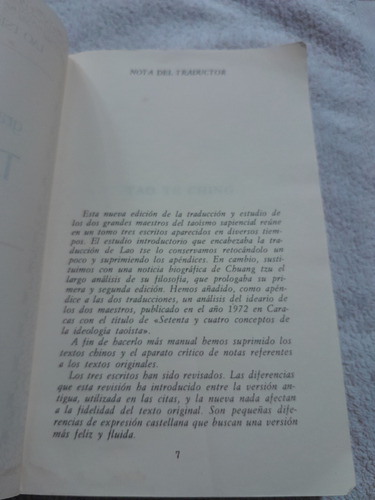 NOTA DEL TRADUCTOR
Esta nueva edición de la traducción y estudio de
los dos grandes maestros del taoísmo sapiencial reúne
en un tomo tres escritos aparecidos en diversos tiem-
pos. El estudio introductorio que encabezaba la tra-
ducción de Lao tse lo conservamos retocándolo un
poco y suprimiendo los apéndices. En cambio, susti-
tuimos con una noticia biográfica de Chuang tzu el
largo análisis de su filosofía, que prologaba su pri-
mera y segunda edición. Hemos añadido, como apén-
dice a las dos traducciones, un análisis del ideario de
los dos maestros, publicado en el año 1972 en Cara-
cas con el título de «Setenta y cuatro conceptos de
la ideología taoísta».
A fin de hacerlo más manual hemos suprimido los
textos chinos y el aparato crítico de notas referentes
a los textos originales.
Los tres escritos han sido revisados. Las diferencias
que esta revisión ha introducido entre la versión an-
tigua, utilizada en las citas, y la nueva nada afectan
a la fidelidad del texto original. Son pequeñas dife-
rencias de expresión castellana que buscan una versión
más feliz y fluida.
7